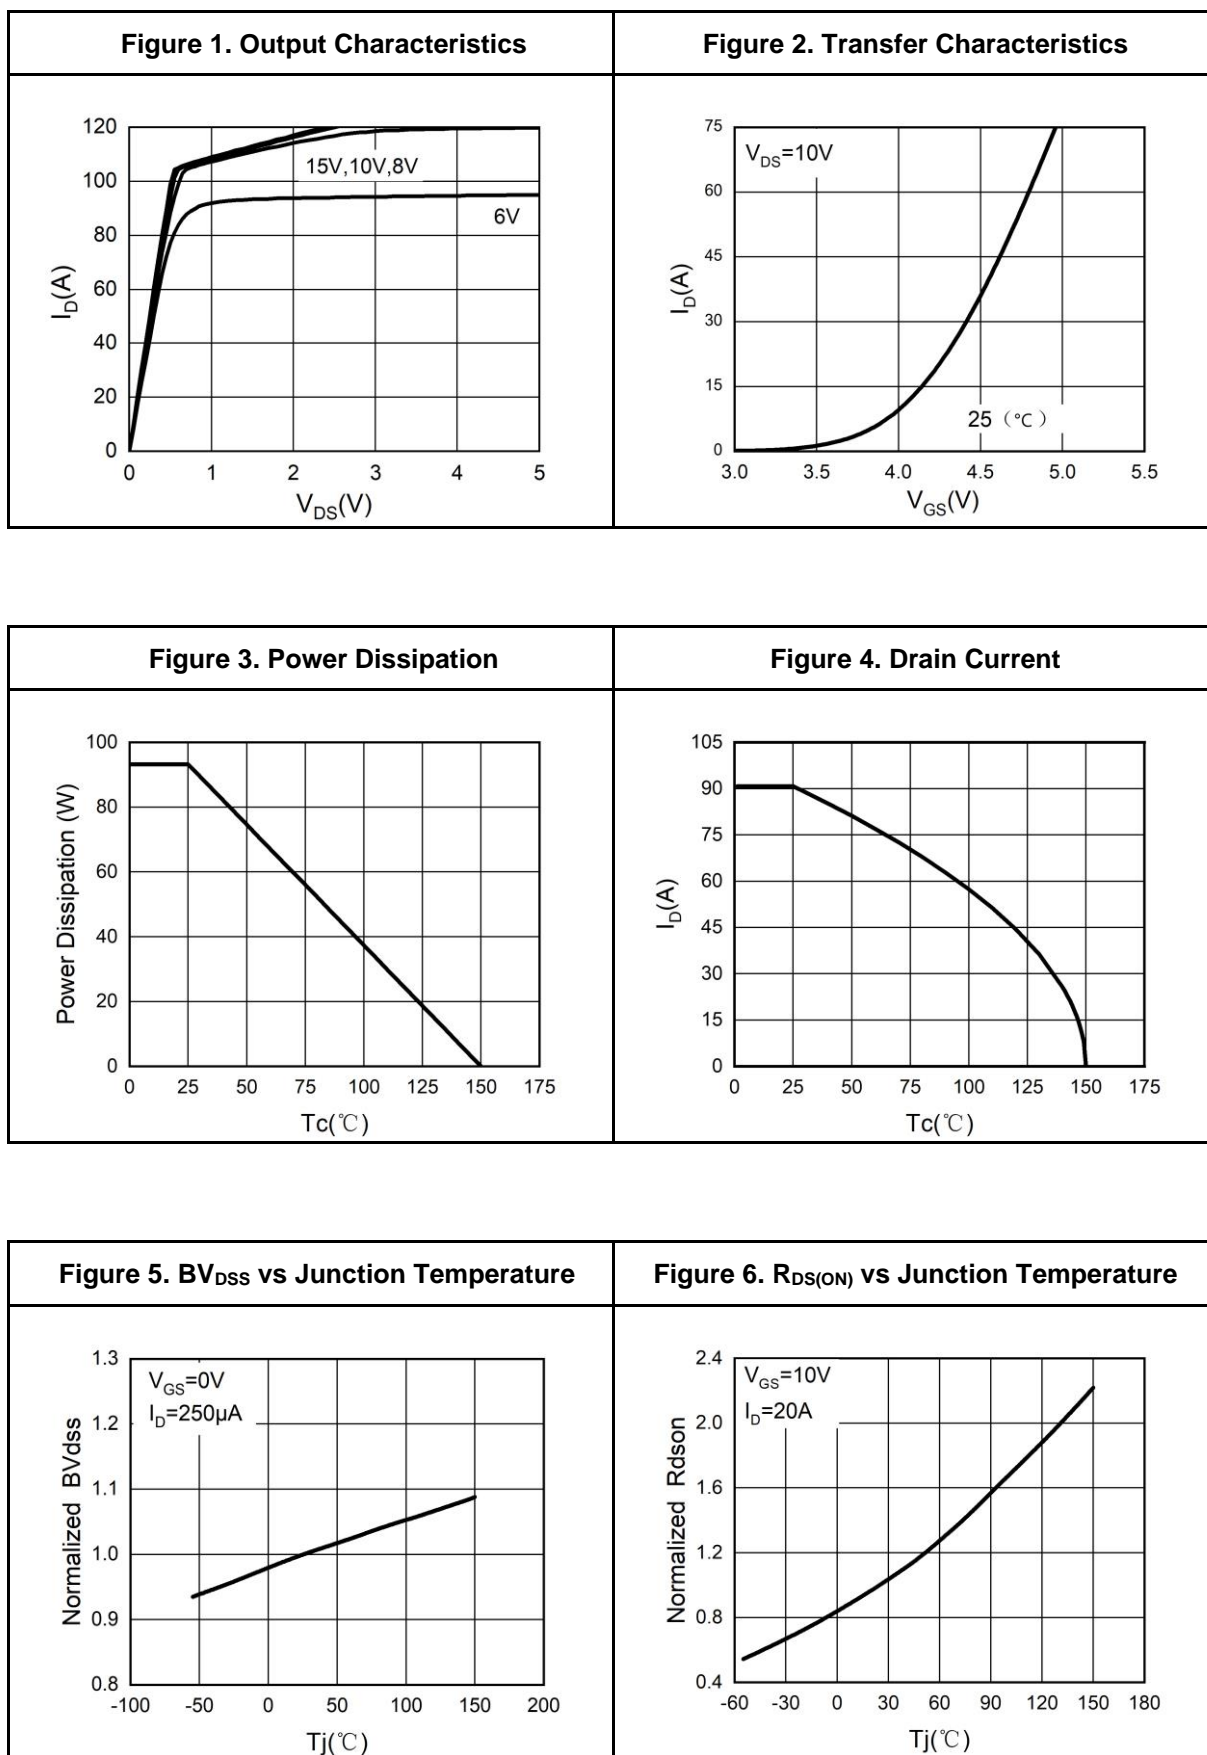 Figure 1. Output Characteristics
Figure 2. Transfer Characteristics
120
100
80
60
40
20
0
I_D(A)
15V,10V,8V
6V
0 1 2 3 4 5
V_DS(V)
75
60
45
30
15
0
I_D(A)
V_DS=10V
25（℃）
3.0 3.5 4.0 4.5 5.0 5.5
V_GS(V)
Figure 3. Power Dissipation
Figure 4. Drain Current
100
80
60
40
20
0
Power Dissipation (W)
0 25 50 75 100 125 150 175
Tc(℃)
105
90
75
60
45
30
15
0
I_D(A)
0 25 50 75 100 125 150 175
Tc(℃)
Figure 5. BV_DSS vs Junction Temperature
Figure 6. R_DS(ON) vs Junction Temperature
1.3
1.2
1.1
1.0
0.9
0.8
Normalized BVdss
V_GS=0V
I_D=250μA
-100 -50 0 50 100 150 200
Tj(℃)
2.4
2.0
1.6
1.2
0.8
0.4
Normalized Rdson
V_GS=10V
I_D=20A
-60 -30 0 30 60 90 120 150 180
Tj(℃)